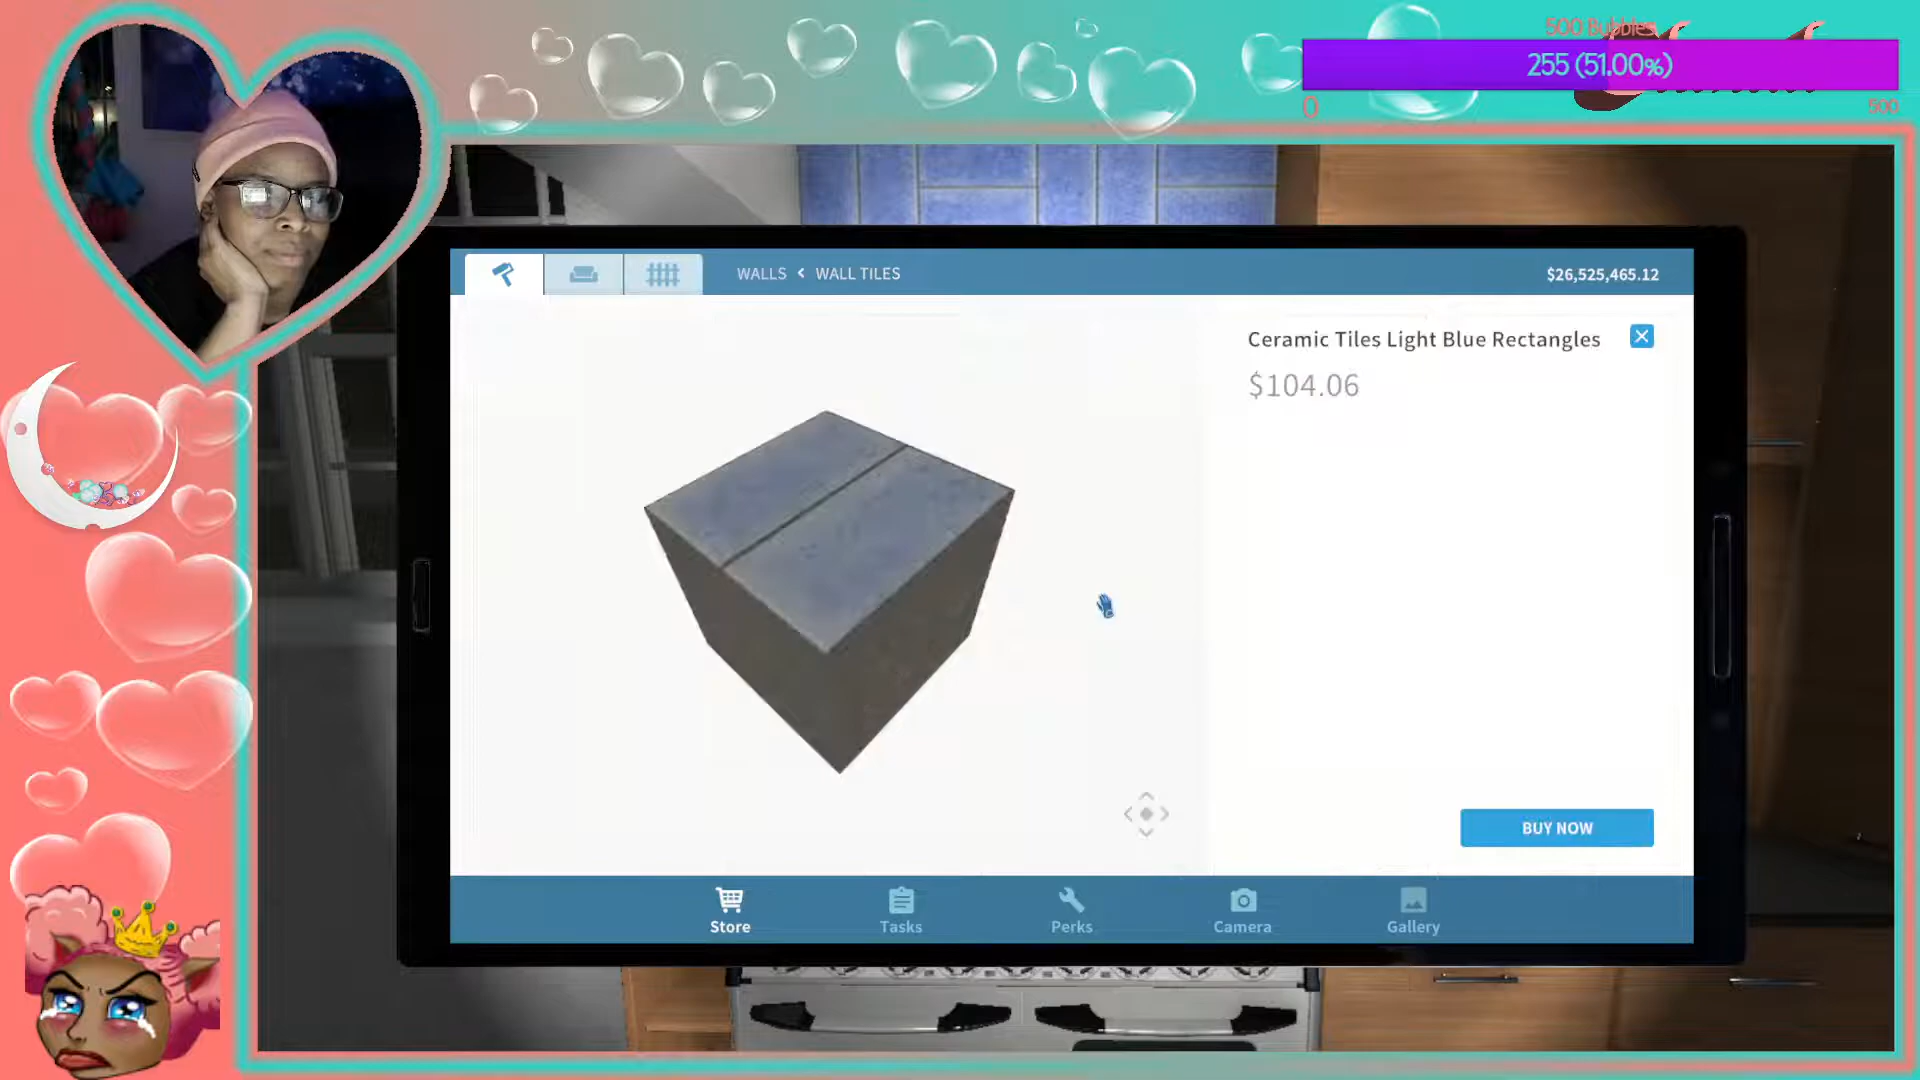 500 Bubbles
255 (51.00%)
0
500
WALLS < WALL TILES
$26,525,465.12
Ceramic Tiles Light Blue Rectangles
$104.06
BUY NOW
Store
Tasks
Perks
Camera
Gallery